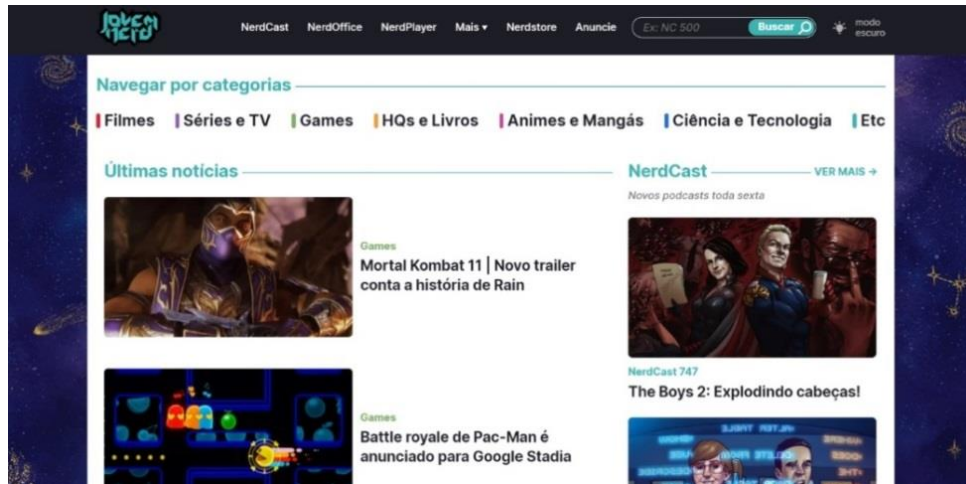 JOVEM
NERD
NerdCast NerdOffice NerdPlayer Mais ▾ Nerdstore Anuncie Ex: NC 500 Buscar modo
escuro
Navegar por categorias
Filmes Séries e TV Games HQs e Livros Animes e Mangás Ciência e Tecnologia Etc
Últimas notícias
NerdCast VER MAIS →
Novos podcasts toda sexta
Games
Mortal Kombat 11 | Novo trailer
conta a história de Rain
NerdCast 747
The Boys 2: Explodindo cabeças!
Games
Battle royale de Pac-Man é
anunciado para Google Stadia